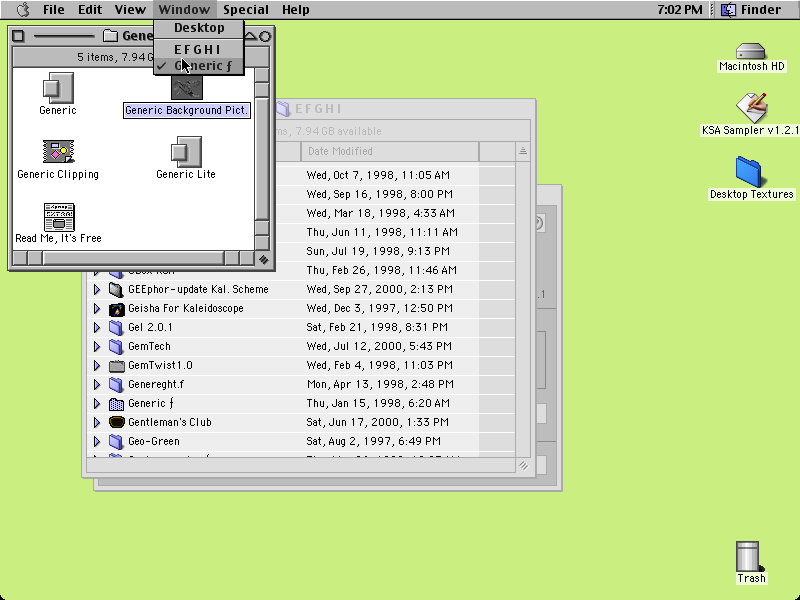 File Edit View Window Special Help 7:02 PM Finder
Desktop
E F G H I
Generic ƒ
Gene
5 items, 7.94 G
Generic
Generic Background Pict.
Generic Clipping
Generic Lite
Read Me, It's Free
E F G H I
ms, 7.94 GB available
Date Modified
Wed, Oct 7, 1998, 11:05 AM
Wed, Sep 16, 1998, 8:00 PM
Wed, Mar 18, 1998, 4:33 AM
Thu, Jun 11, 1998, 11:11 AM
Sun, Jul 19, 1998, 9:13 PM
Thu, Feb 26, 1998, 11:46 AM
GEEphor-update Kal. Scheme Wed, Sep 27, 2000, 2:13 PM
Geisha For Kaleidoscope Wed, Dec 3, 1997, 12:50 PM
Gel 2.0.1 Sat, Feb 21, 1998, 8:31 PM
GemTech Wed, Jul 12, 2000, 5:43 PM
GemTwist1.0 Wed, Feb 4, 1998, 11:03 PM
Genereght.f Mon, Apr 13, 1998, 2:48 PM
Generic ƒ Thu, Jan 15, 1998, 6:20 AM
Gentleman's Club Sat, Jun 17, 2000, 1:33 PM
Geo-Green Sat, Aug 2, 1997, 6:49 PM
.1
Macintosh HD
KSA Sampler v1.2.1
Desktop Textures
Trash